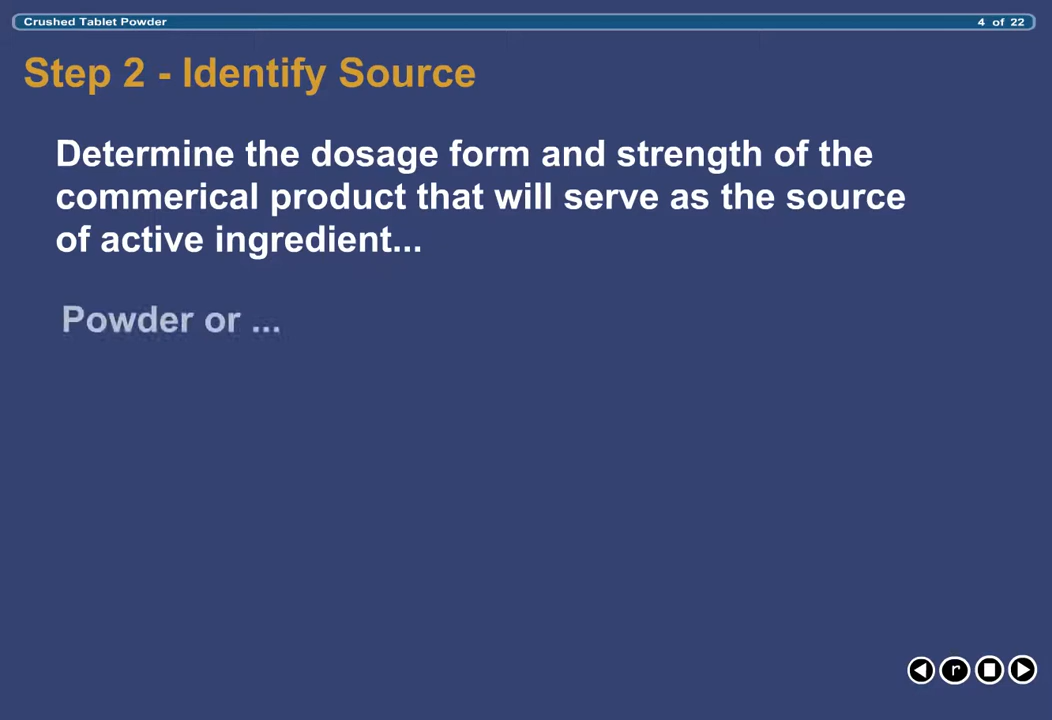 Crushed Tablet Powder
4 of 22
Step 2 - Identify Source
Determine the dosage form and strength of the
commerical product that will serve as the source
of active ingredient...
Powder or ...
r